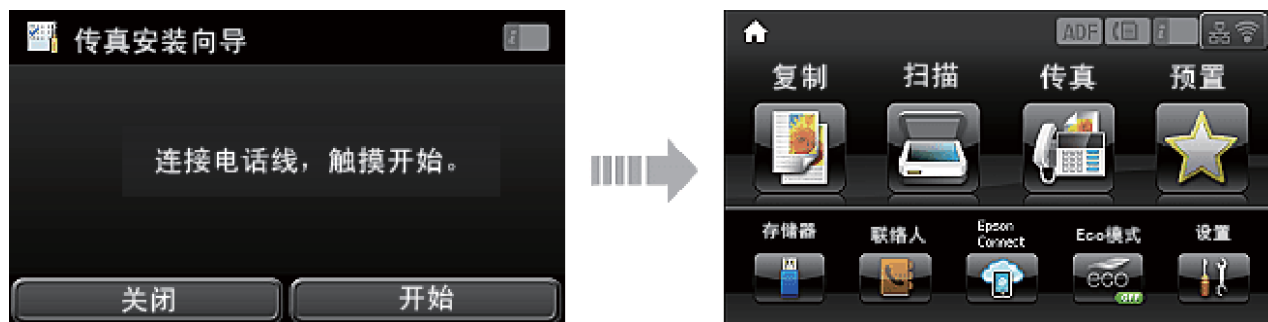 传真安装向导
连接电话线，触摸开始。
关闭
开始
ADF
复制
扫描
传真
预置
存储器
联络人
Epson
Connect
Eco模式
设置
eco
OFF